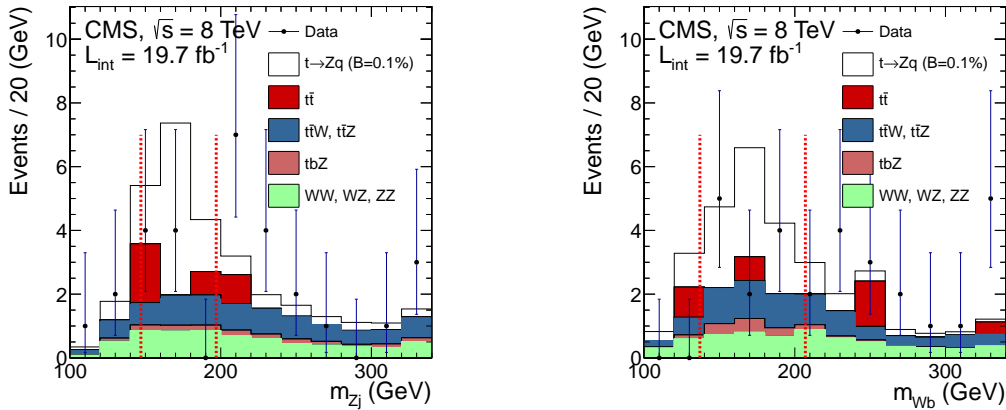 CMS, √s = 8 TeV
L_int = 19.7 fb⁻¹
Data
t→Zq (B=0.1%)
tt̄
tt̄W, tt̄Z
tbZ
WW, WZ, ZZ
Events / 20 (GeV)
10
8
6
4
2
0
100 200 300
m_Zj (GeV)
CMS, √s = 8 TeV
L_int = 19.7 fb⁻¹
Data
t→Zq (B=0.1%)
tt̄
tt̄W, tt̄Z
tbZ
WW, WZ, ZZ
Events / 20 (GeV)
10
8
6
4
2
0
100 200 300
m_Wb (GeV)